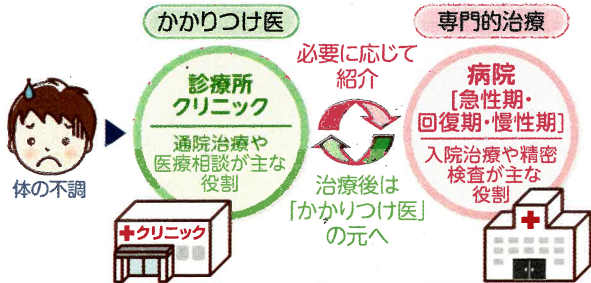 かかりつけ医
専門的治療
体の不調
診療所
クリニック
通院治療や
医療相談が主な
役割
クリニック
必要に応じて
紹介
治療後は
「かかりつけ医」
の元へ
病院
[急性期・
回復期・慢性期]
入院治療や精密
検査が主な
役割